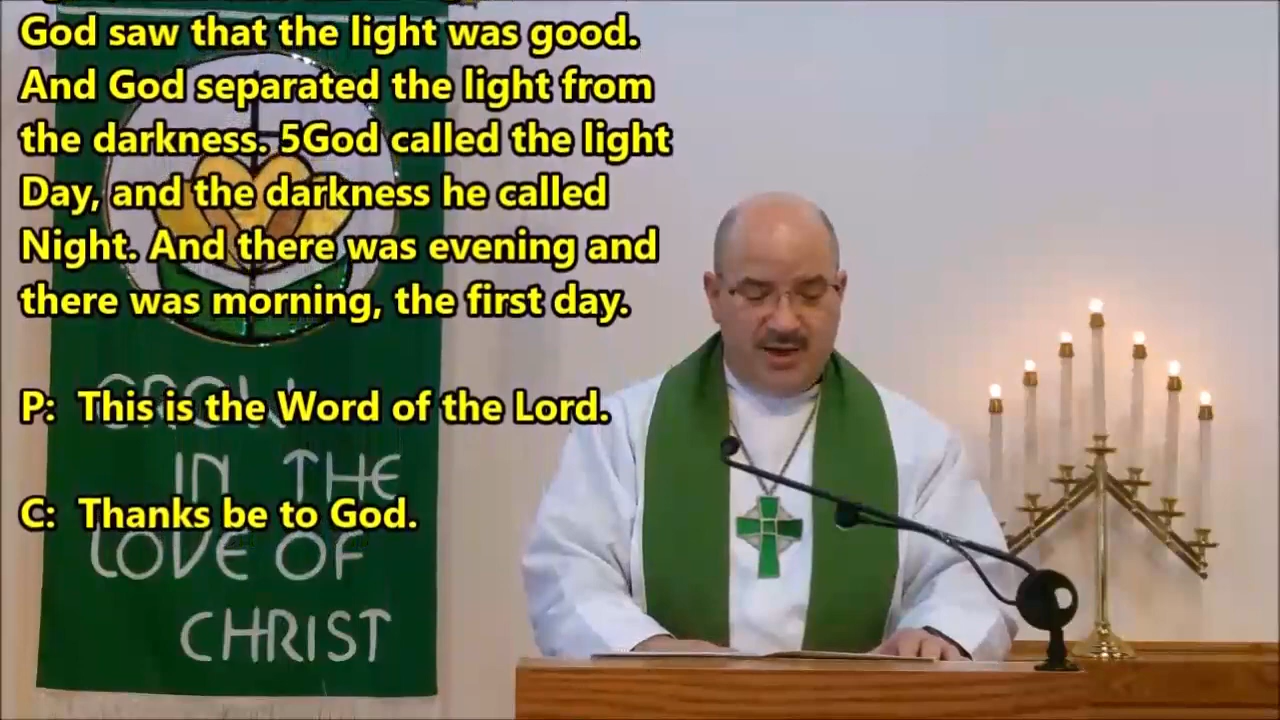 God saw that the light was good.
And God separated the light from
the darkness. 5God called the light
Day, and the darkness he called
Night. And there was evening and
there was morning, the first day.
P:  This is the Word of the Lord.
C:  Thanks be to God.
GROW
IN THE
LOVE OF
CHRIST